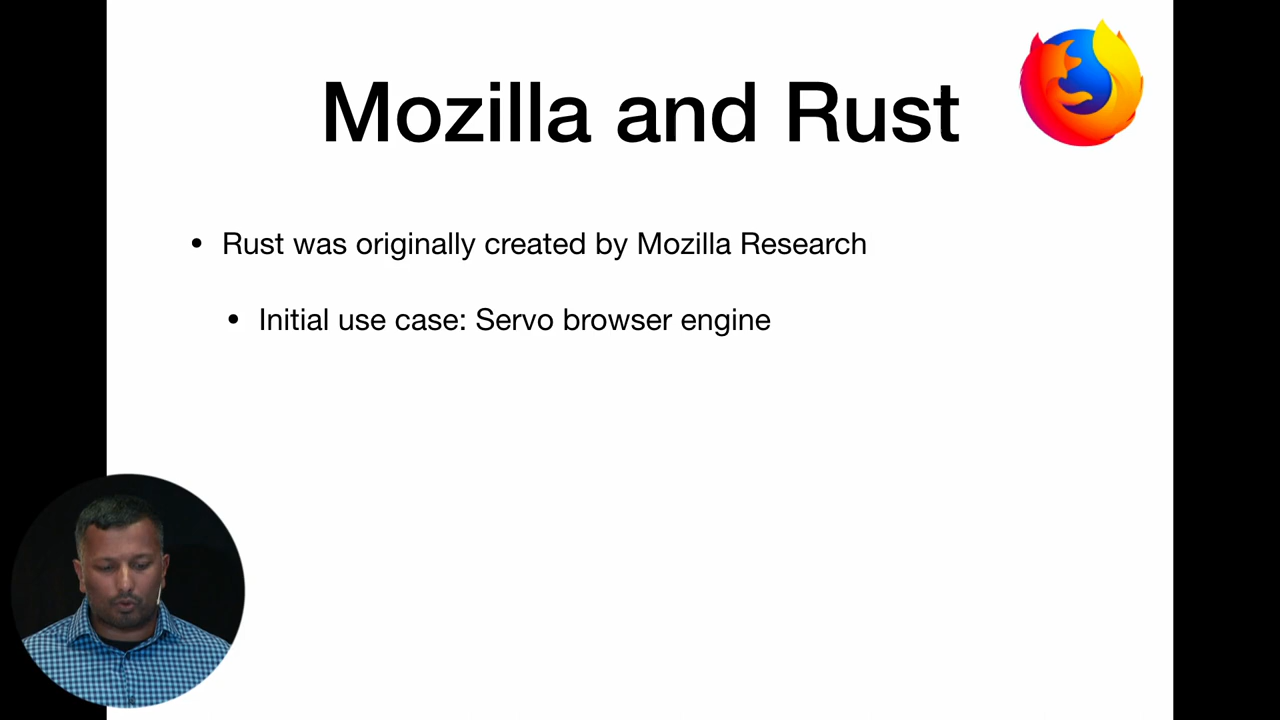 Mozilla and Rust
• Rust was originally created by Mozilla Research
• Initial use case: Servo browser engine